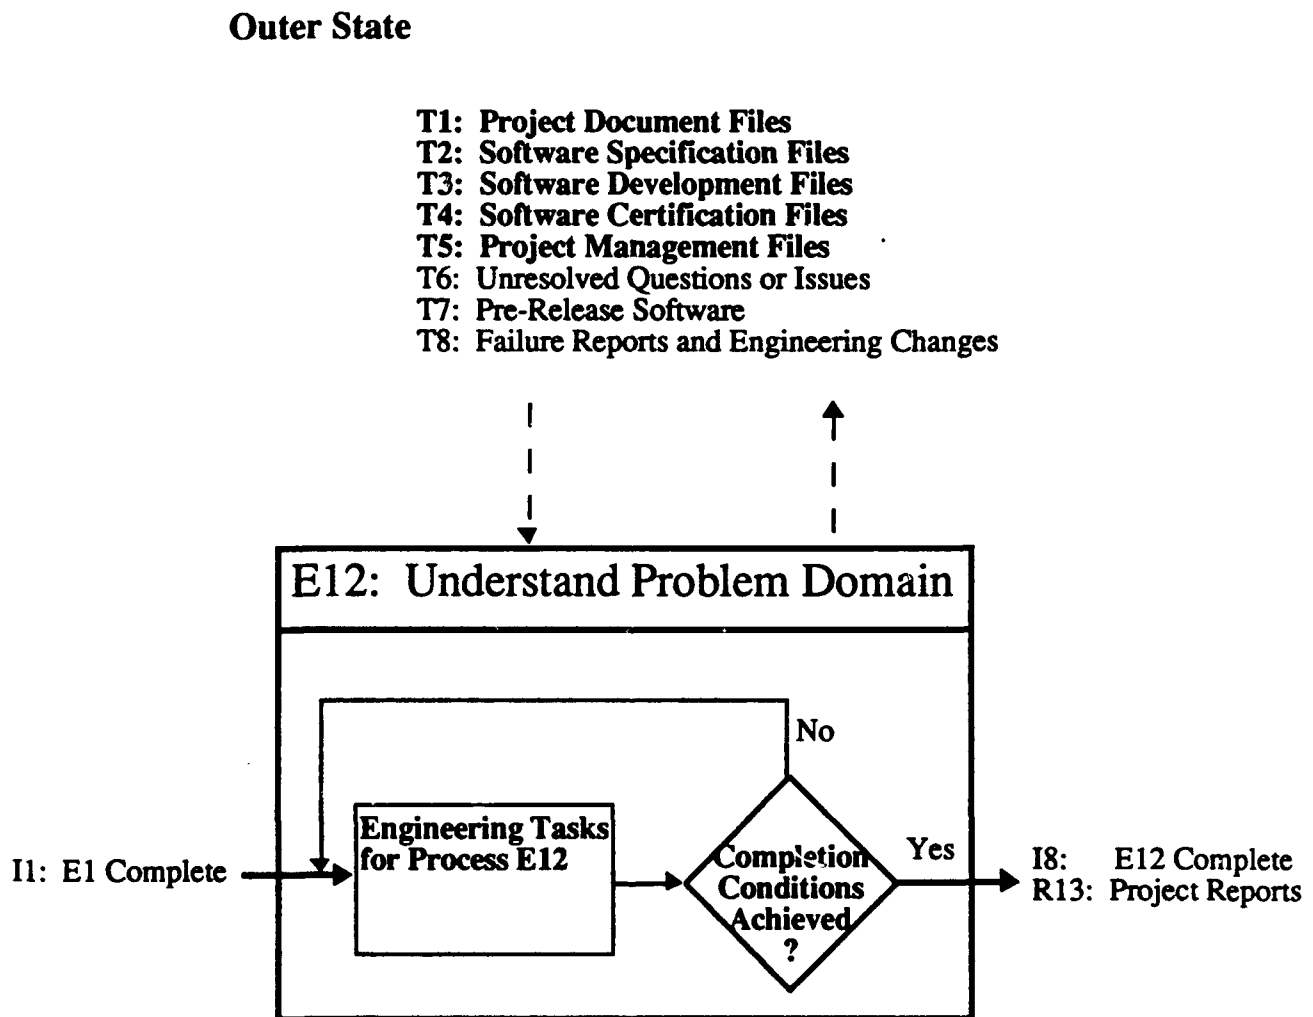 Outer State
T1: Project Document Files
T2: Software Specification Files
T3: Software Development Files
T4: Software Certification Files
T5: Project Management Files
T6: Unresolved Questions or Issues
T7: Pre-Release Software
T8: Failure Reports and Engineering Changes
E12: Understand Problem Domain
No
Engineering Tasks
for Process E12
I1: E1 Complete
Completion
Conditions
Achieved
?
Yes
I8: E12 Complete
R13: Project Reports